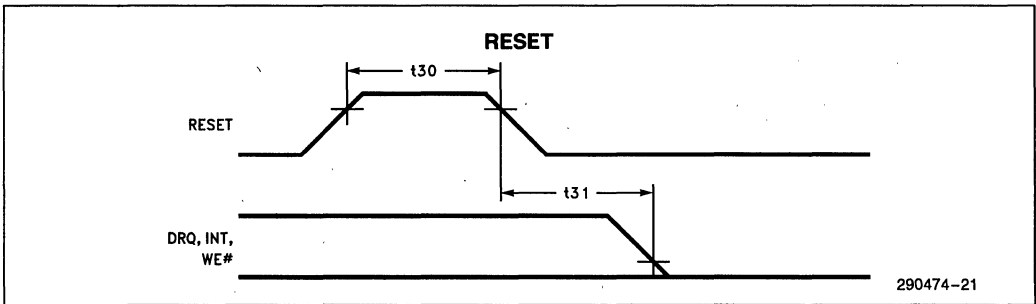 RESET
t30
RESET
t31
DRQ, INT,
WE#
290474-21